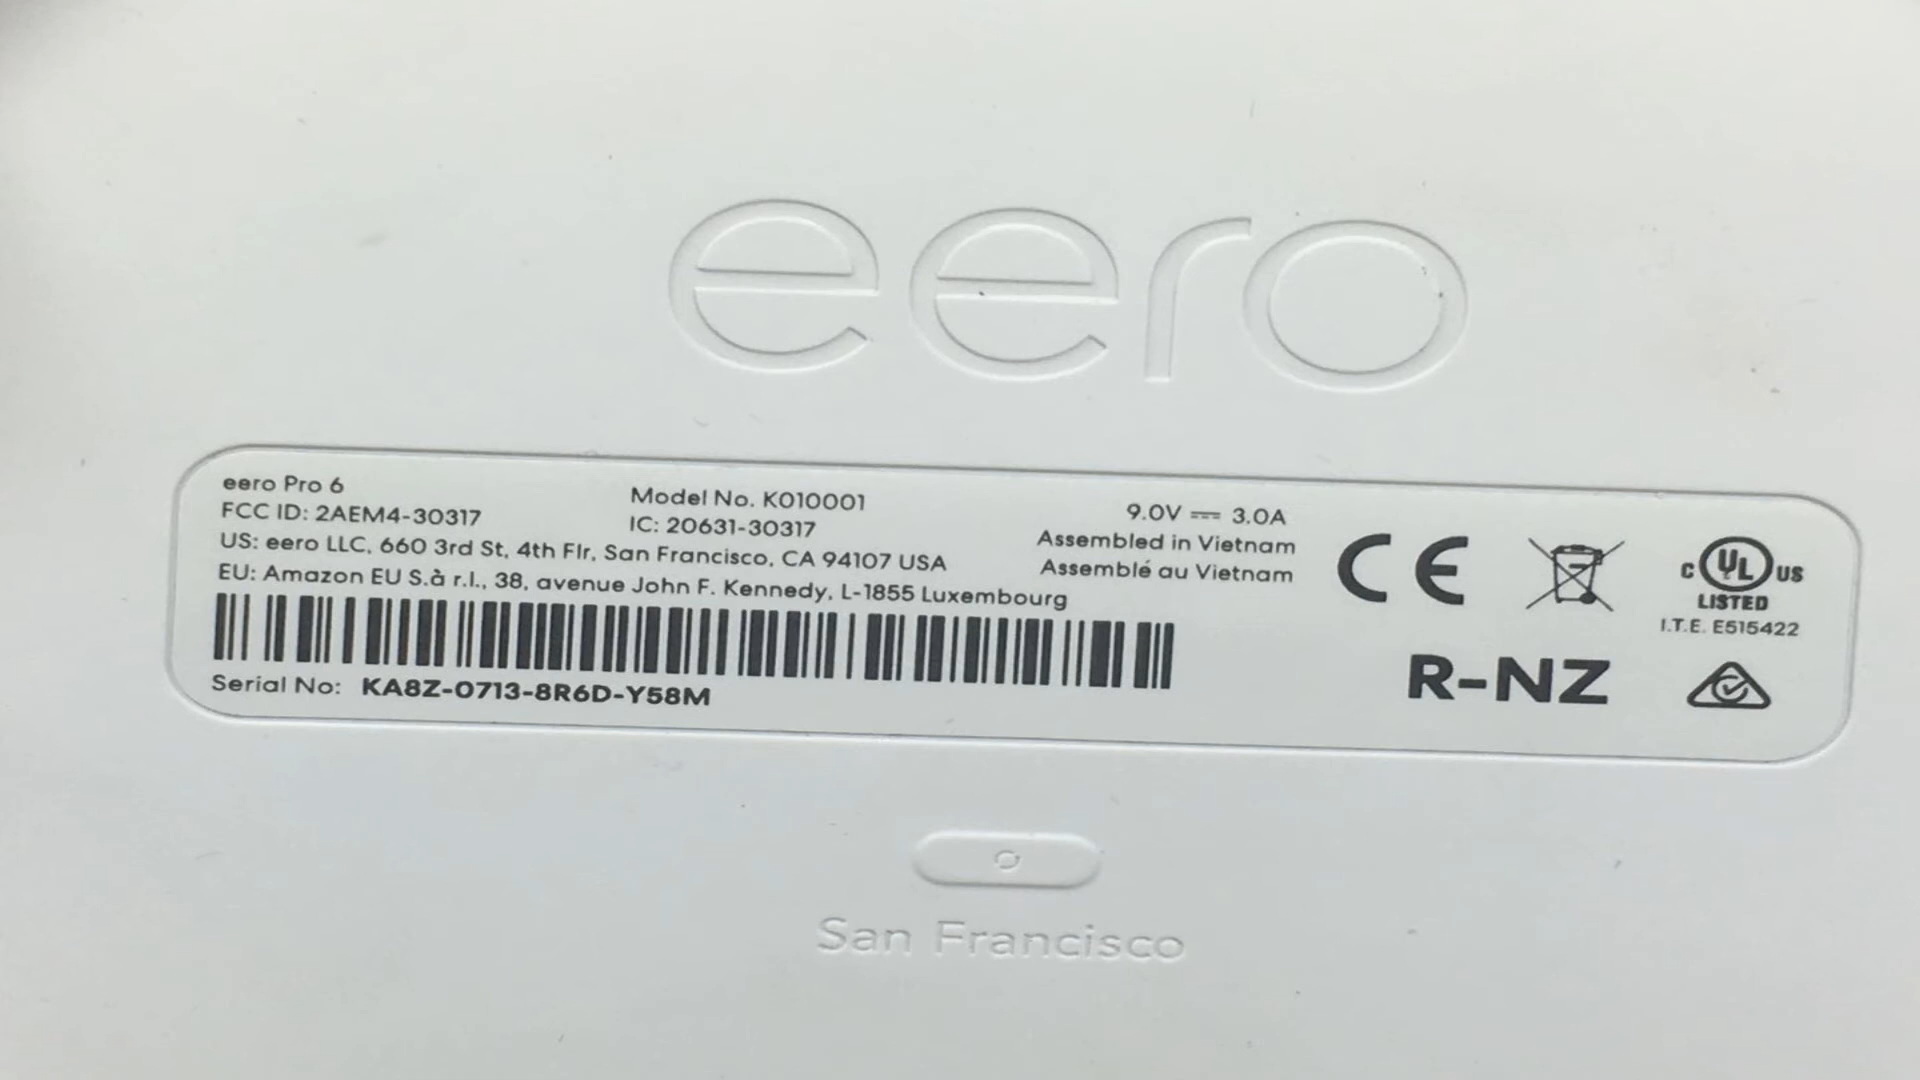 eero
eero Pro 6
FCC ID: 2AEM4-30317
Model No. K010001
IC: 20631-30317
US: eero LLC, 660 3rd St, 4th Flr, San Francisco, CA 94107 USA
EU: Amazon EU S.à r.l., 38, avenue John F. Kennedy, L-1855 Luxembourg
9.0V ⎓ 3.0A
Assembled in Vietnam
Assemblé au Vietnam
Serial No: KA8Z-0713-8R6D-Y58M
CE
R-NZ
C UL US
LISTED
I.T.E. E515422
San Francisco